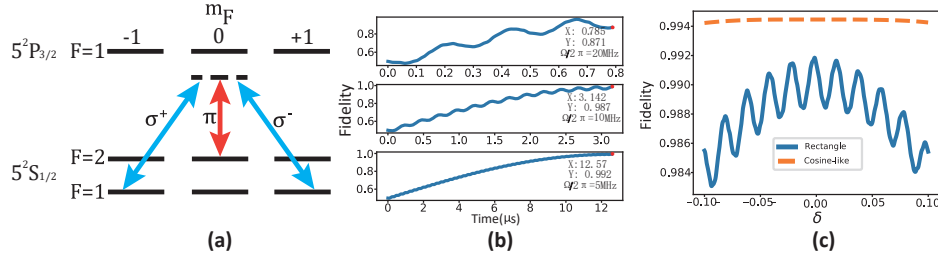 m_F
-1 0 +1
5²P₃/₂ F=1
σ⁺ π σ⁻
F=2
5²S₁/₂
F=1
(a)
Fidelity
0.8
0.6
X: 0.785
Y: 0.871
Ω/2π=20MHz
0.0 0.1 0.2 0.3 0.4 0.5 0.6 0.7 0.8 0.9
1.0
0.8
0.6
X: 3.142
Y: 0.987
Ω/2π=10MHz
0.0 0.5 1.0 1.5 2.0 2.5 3.0
1.0
0.8
0.6
X: 12.57
Y: 0.992
Ω/2π=5MHz
0 2 4 6 8 10 12
Time(μs)
(b)
0.994
0.992
0.990
0.988
0.986
0.984
Rectangle
Cosine-like
-0.10 -0.05 0.00 0.05 0.10
δ
(c)